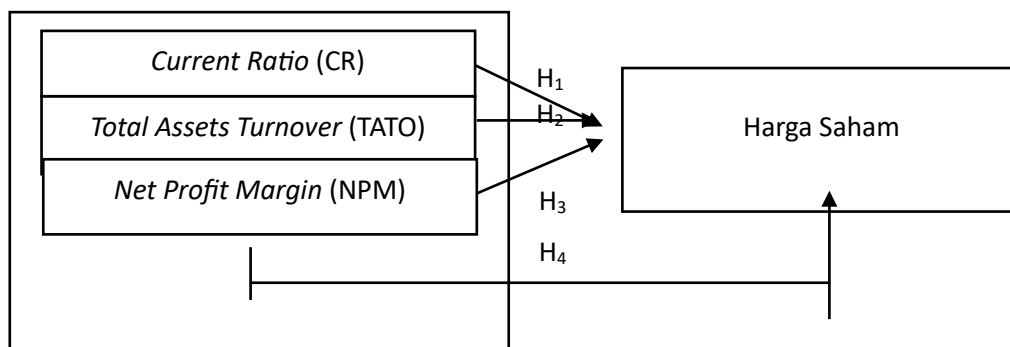 Current Ratio (CR)
H₁
Total Assets Turnover (TATO)
H₂
Harga Saham
Net Profit Margin (NPM)
H₃
H₄